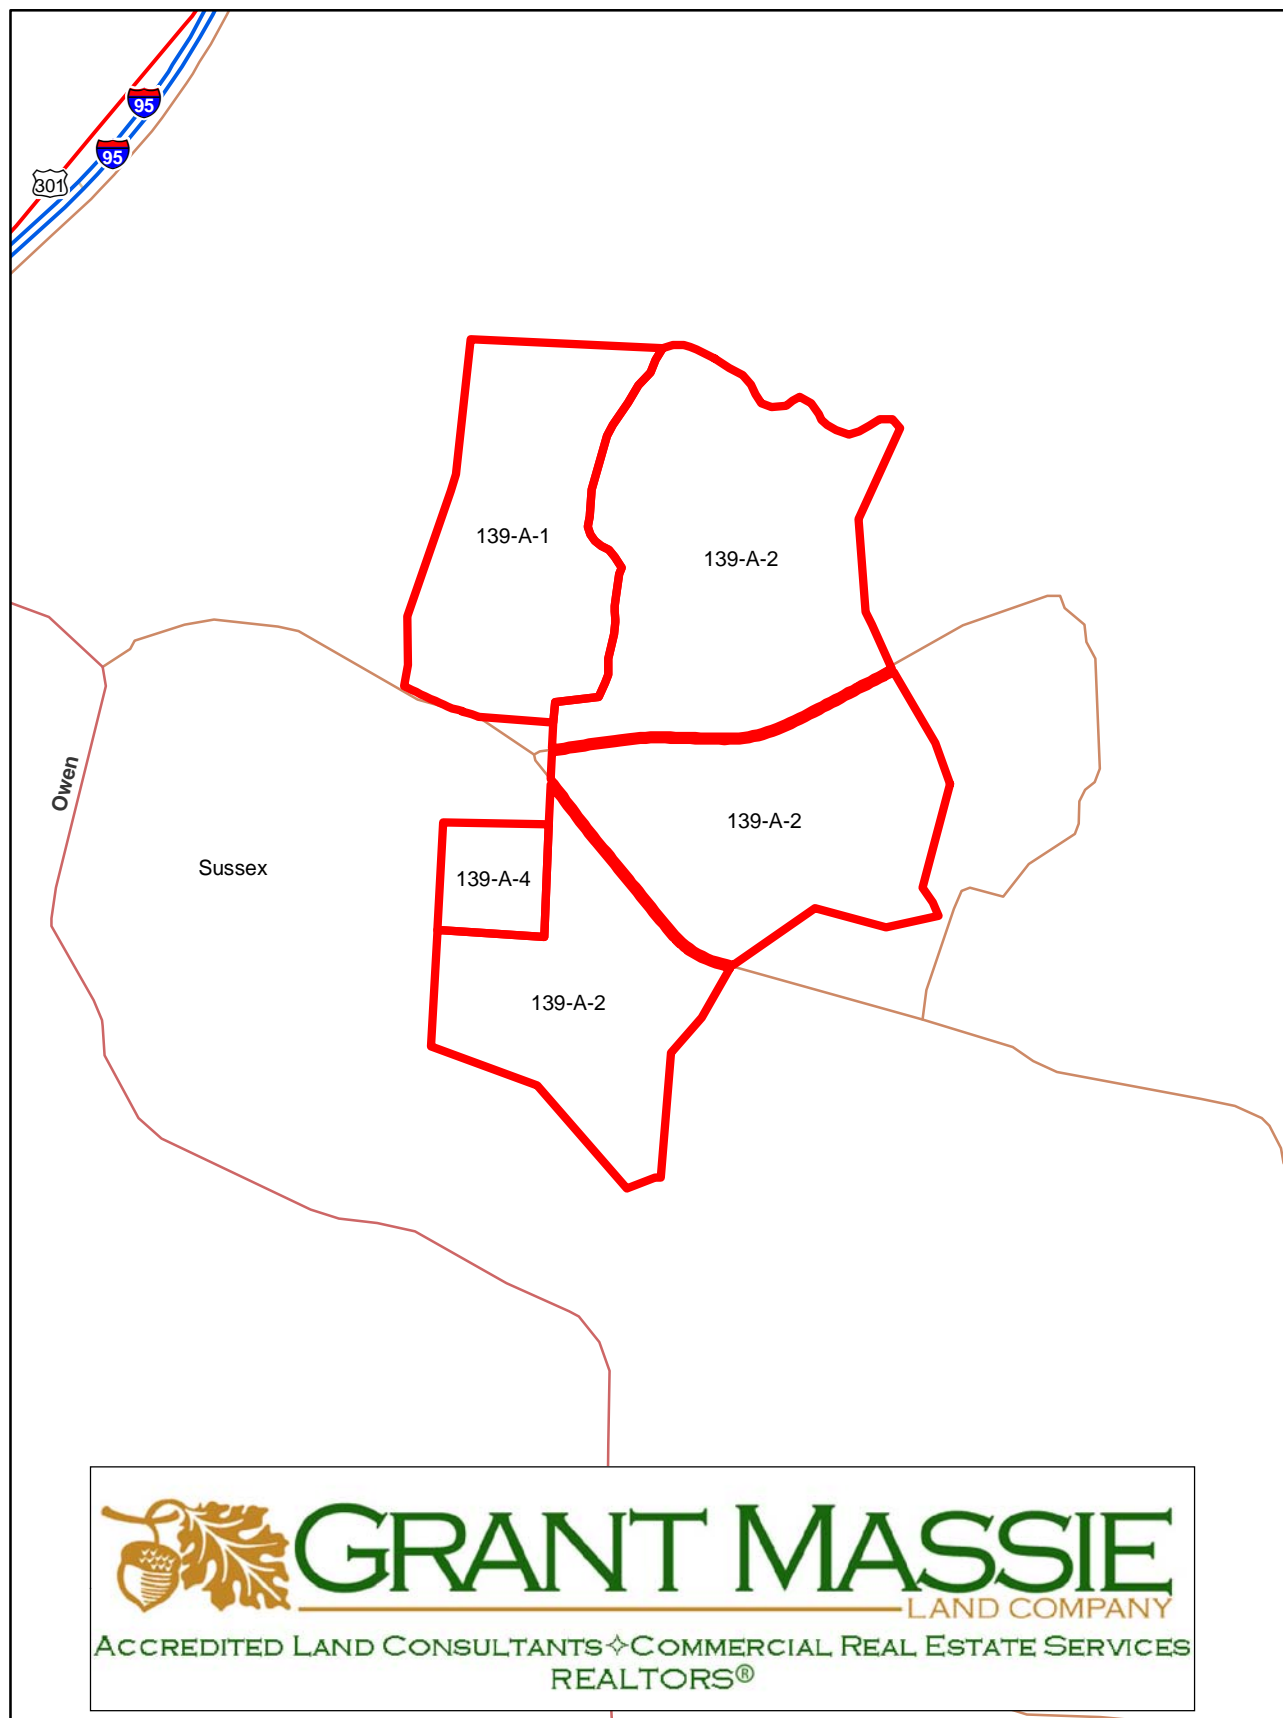 95
95
301
139-A-1
139-A-2
Owen
139-A-2
Sussex
139-A-4
139-A-2
GRANT MASSIE
LAND COMPANY
ACCREDITED LAND CONSULTANTS✧COMMERCIAL REAL ESTATE SERVICES
REALTORS®